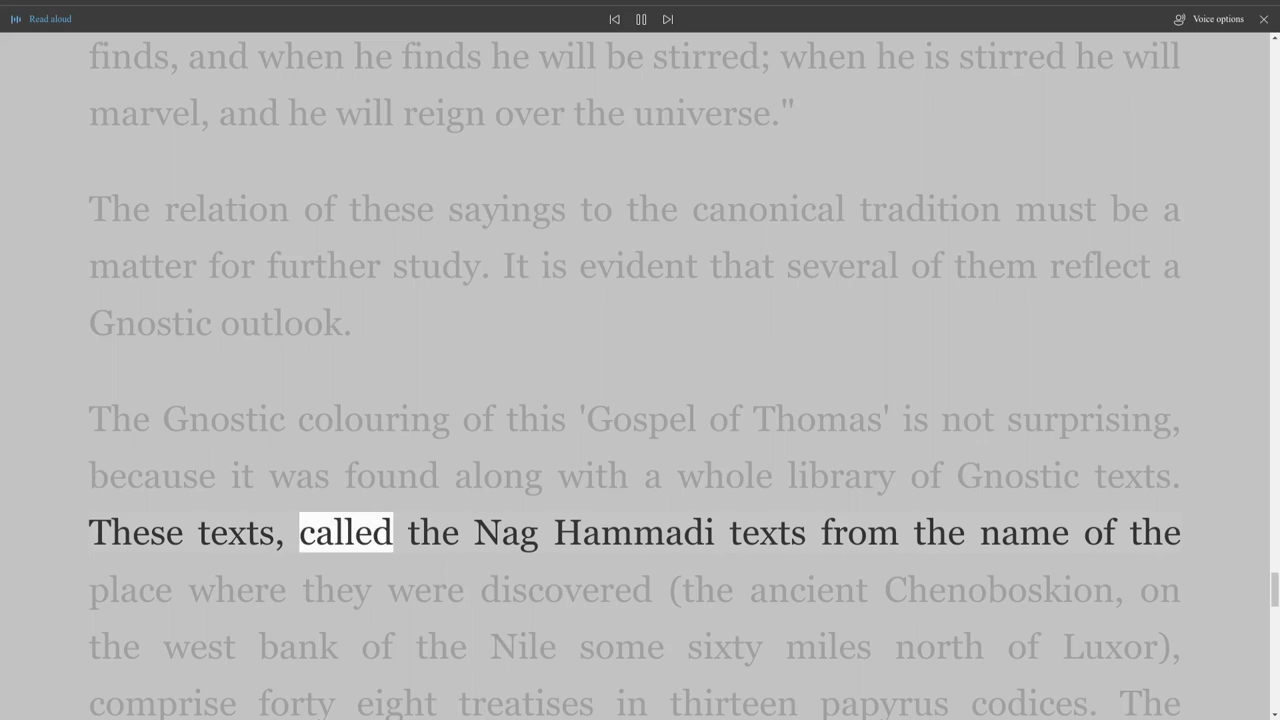 Read aloud
Voice options
finds, and when he finds he will be stirred; when he is stirred he will
marvel, and he will reign over the universe."
The relation of these sayings to the canonical tradition must be a
matter for further study. It is evident that several of them reflect a
Gnostic outlook.
The Gnostic colouring of this 'Gospel of Thomas' is not surprising,
because it was found along with a whole library of Gnostic texts.
These texts, called the Nag Hammadi texts from the name of the
place where they were discovered (the ancient Chenoboskion, on
the west bank of the Nile some sixty miles north of Luxor),
comprise forty eight treatises in thirteen papyrus codices. The